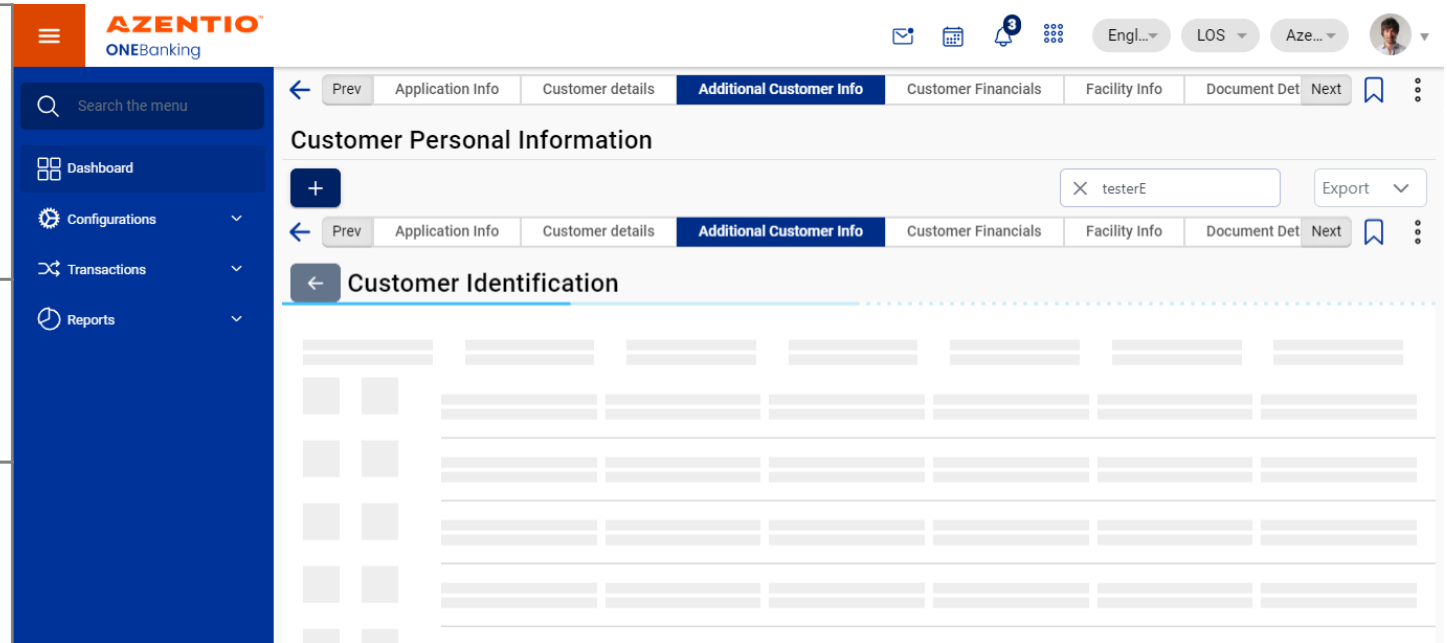 AZENTIO
ONEBanking
3
Engl...
LOS
Aze...
Search the menu
Dashboard
Configurations
Transactions
Reports
Prev Application Info Customer details Additional Customer Info Customer Financials Facility Info Document Det Next
Customer Personal Information
+ testerE Export
Prev Application Info Customer details Additional Customer Info Customer Financials Facility Info Document Det Next
Customer Identification